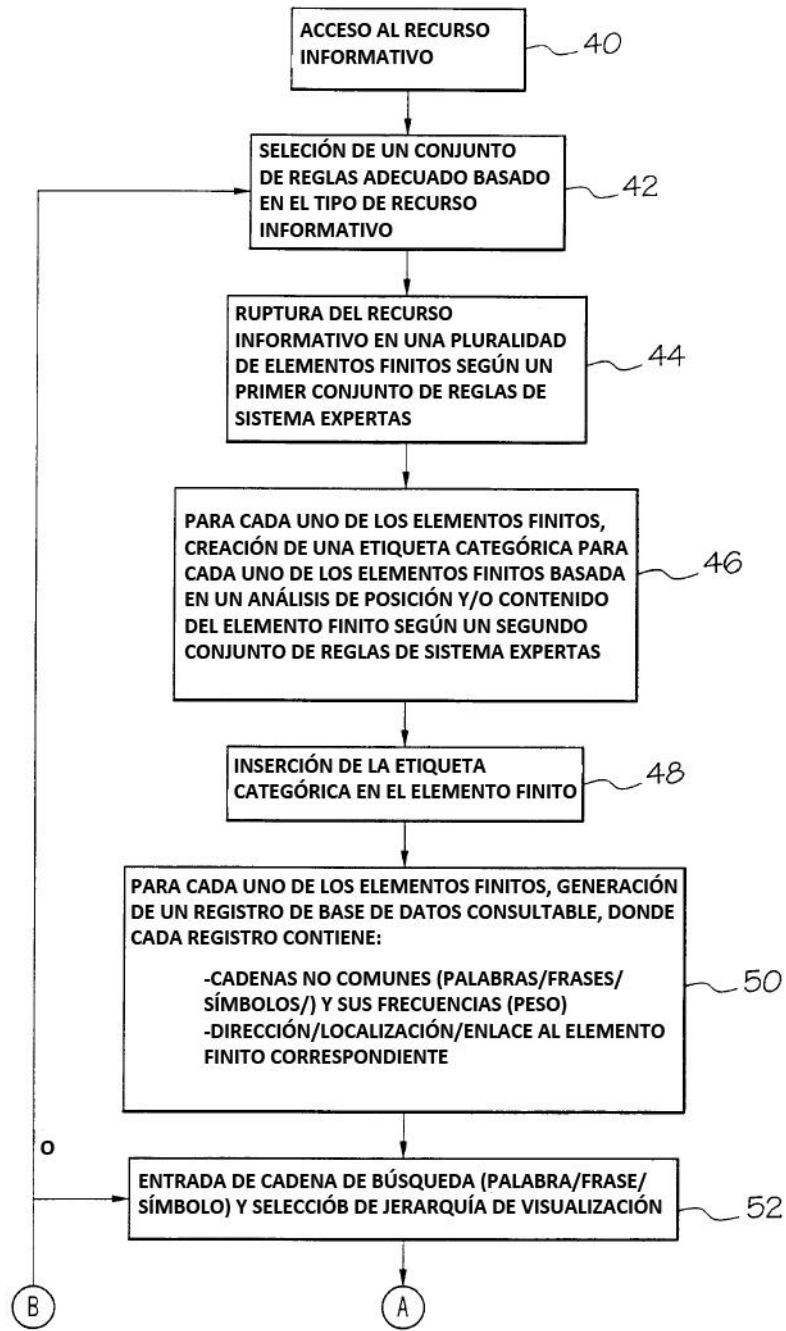 ACCESO AL RECURSO
INFORMATIVO
40
SELECIÓN DE UN CONJUNTO
DE REGLAS ADECUADO BASADO
EN EL TIPO DE RECURSO
INFORMATIVO
42
RUPTURA DEL RECURSO
INFORMATIVO EN UNA PLURALIDAD
DE ELEMENTOS FINITOS SEGÚN UN
PRIMER CONJUNTO DE REGLAS DE
SISTEMA EXPERTAS
44
PARA CADA UNO DE LOS ELEMENTOS FINITOS,
CREACIÓN DE UNA ETIQUETA CATEGÓRICA PARA
CADA UNO DE LOS ELEMENTOS FINITOS BASADA
EN UN ANÁLISIS DE POSICIÓN Y/O CONTENIDO
DEL ELEMENTO FINITO SEGÚN UN SEGUNDO
CONJUNTO DE REGLAS DE SISTEMA EXPERTAS
46
INSERCIÓN DE LA ETIQUETA
CATEGÓRICA EN EL ELEMENTO FINITO
48
PARA CADA UNO DE LOS ELEMENTOS FINITOS, GENERACIÓN
DE UN REGISTRO DE BASE DE DATOS CONSULTABLE, DONDE
CADA REGISTRO CONTIENE:
-CADENAS NO COMUNES (PALABRAS/FRASES/
SÍMBOLOS/) Y SUS FRECUENCIAS (PESO)
-DIRECCIÓN/LOCALIZACIÓN/ENLACE AL ELEMENTO
FINITO CORRESPONDIENTE
50
O
ENTRADA DE CADENA DE BÚSQUEDA (PALABRA/FRASE/
SÍMBOLO) Y SELECCIÓB DE JERARQUÍA DE VISUALIZACIÓN
52
B
A